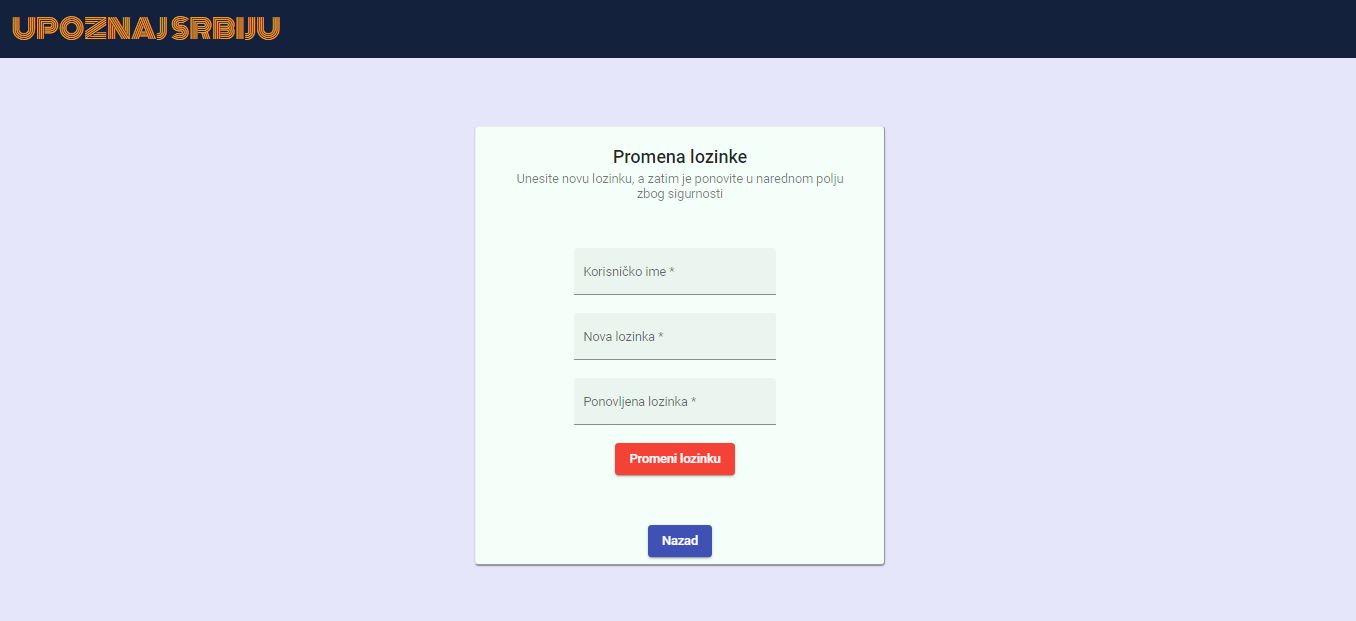 UPOZNAJ SRBIJU
Promena lozinke
Unesite novu lozinku, a zatim je ponovite u narednom polju
zbog sigurnosti
Korisničko ime *
Nova lozinka *
Ponovljena lozinka *
Promeni lozinku
Nazad